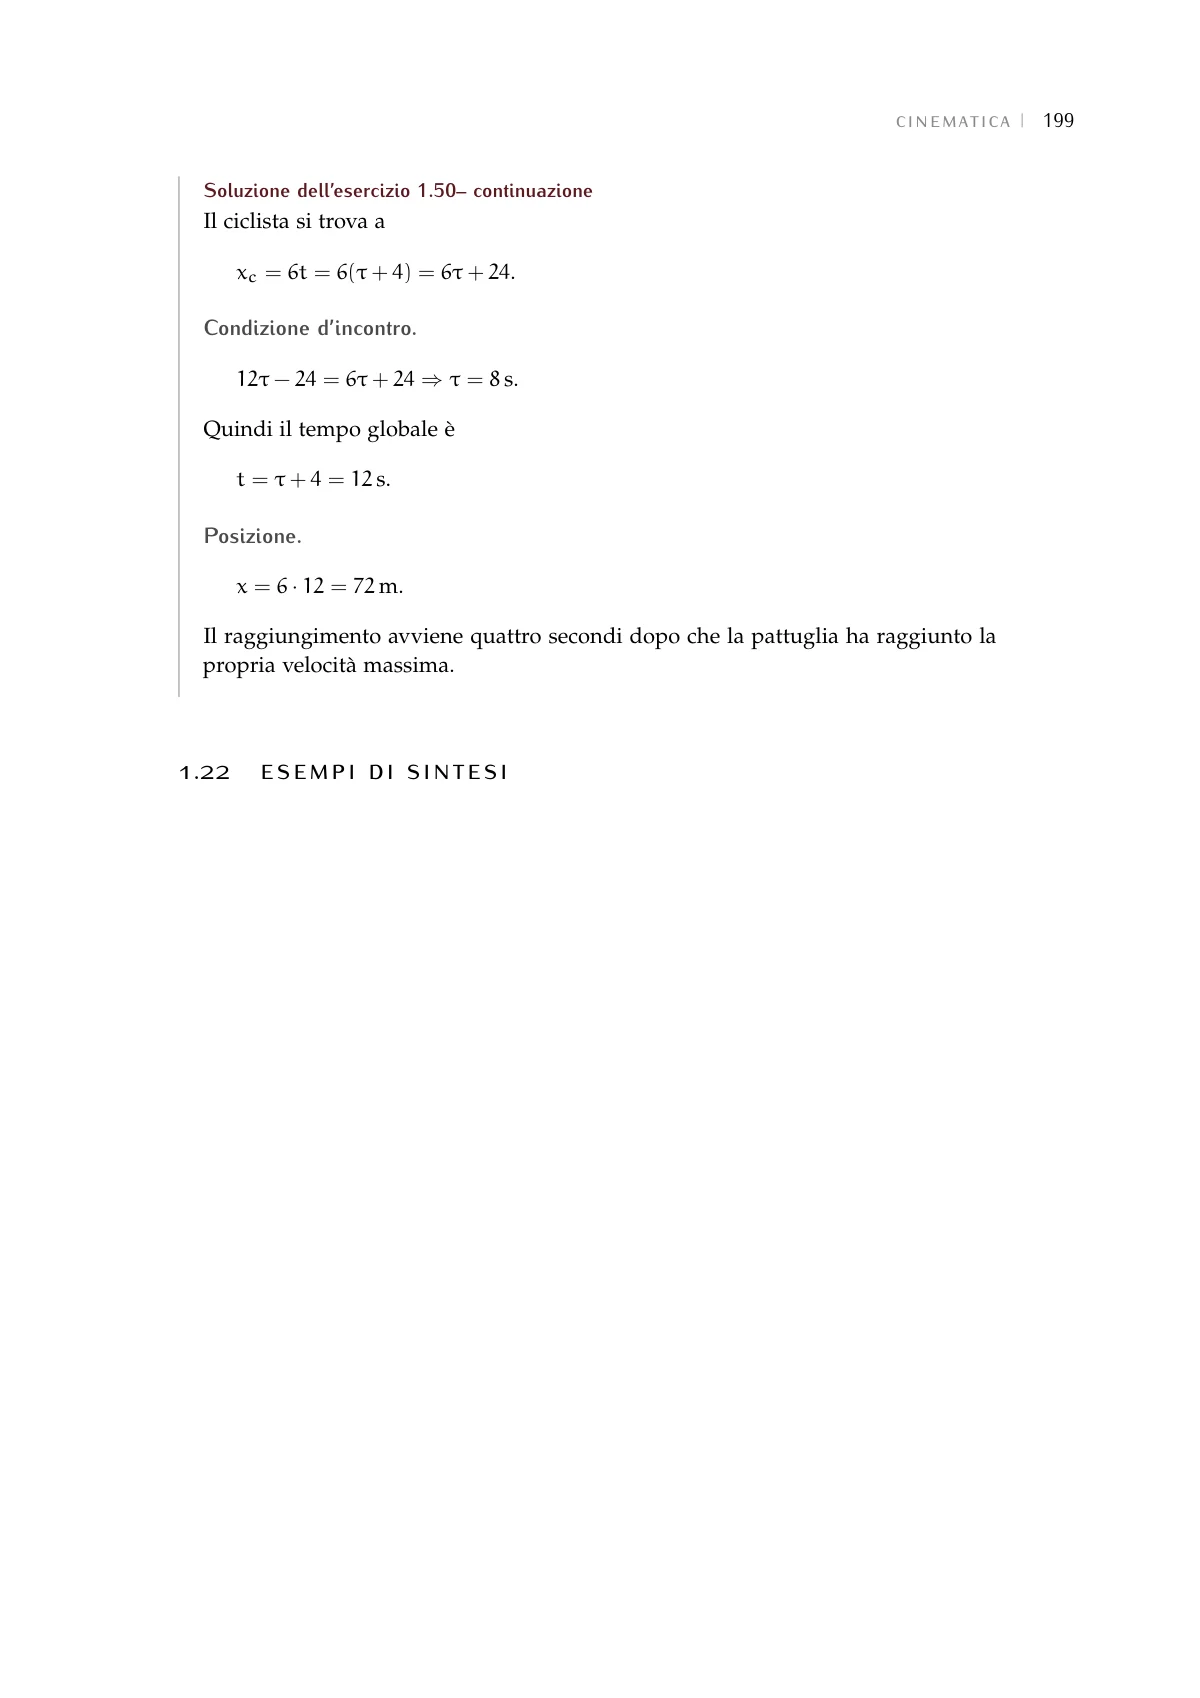 CINEMATICA | 199
Soluzione dell'esercizio 1.50– continuazione
Il ciclista si trova a
x_c = 6t = 6(τ + 4) = 6τ + 24.
Condizione d'incontro.
12τ − 24 = 6τ + 24 ⇒ τ = 8 s.
Quindi il tempo globale è
t = τ + 4 = 12 s.
Posizione.
x = 6 · 12 = 72 m.
Il raggiungimento avviene quattro secondi dopo che la pattuglia ha raggiunto la
propria velocità massima.
1.22 ESEMPI DI SINTESI